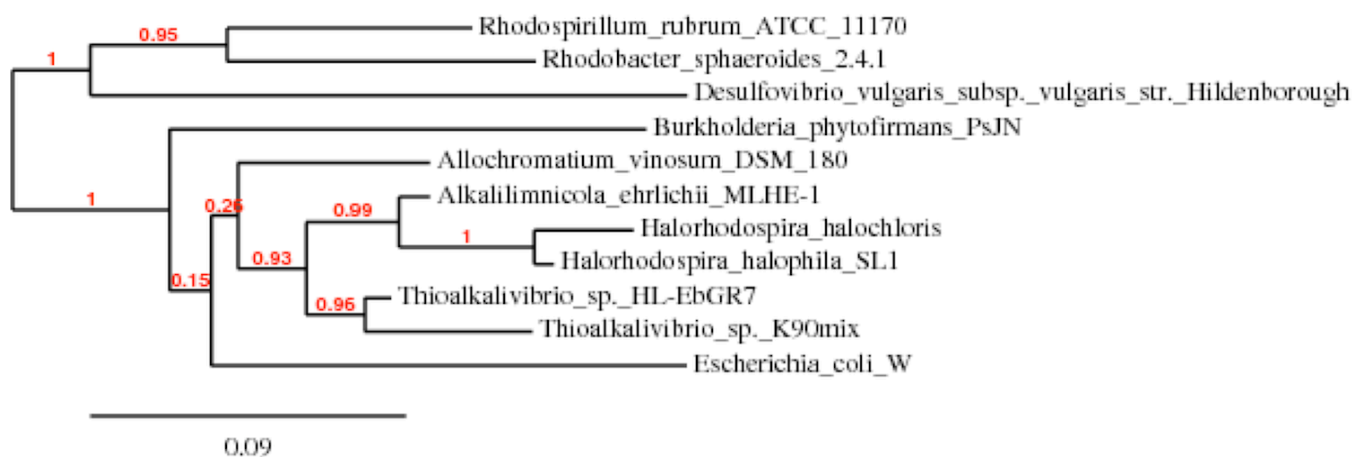 Rhodospirillum_rubrum_ATCC_11170
0.95
Rhodobacter_sphaeroides_2.4.1
1
Desulfovibrio_vulgaris_subsp._vulgaris_str._Hildenborough
Burkholderia_phytofirmans_PsJN
Allochromatium_vinosum_DSM_180
Alkalilimnicola_ehrlichii_MLHE-1
1
0.26
0.99
Halorhodospira_halochloris
1
0.93
Halorhodospira_halophila_SL1
0.15
Thioalkalivibrio_sp._HL-EbGR7
0.96
Thioalkalivibrio_sp._K90mix
Escherichia_coli_W
0.09